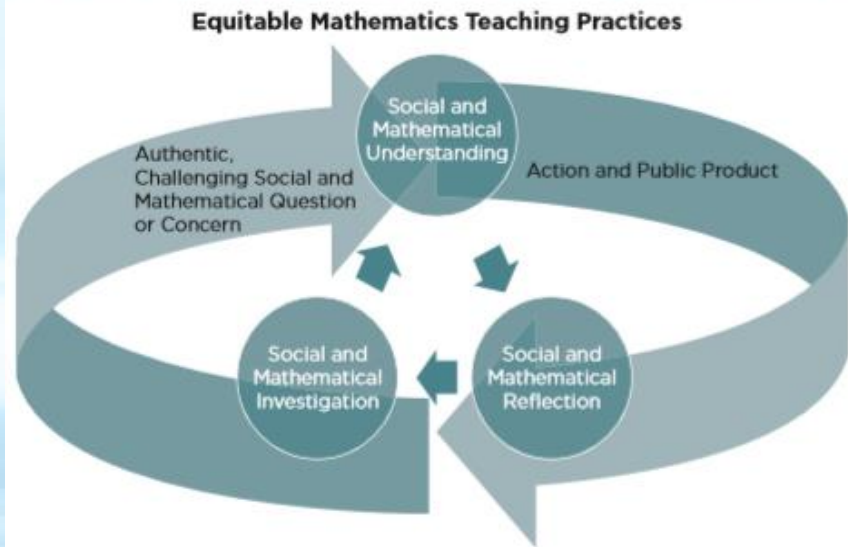 Equitable Mathematics Teaching Practices
Social and
Mathematical
Understanding
Authentic,
Challenging Social and
Mathematical Question
or Concern
Action and Public Product
Social and
Mathematical
Investigation
Social and
Mathematical
Reflection